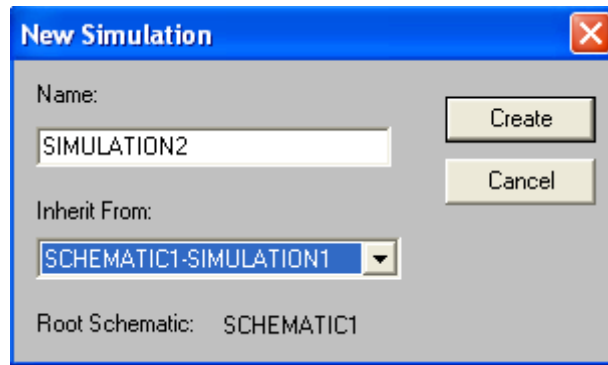 New Simulation
Name:
Create
SIMULATION2
Cancel
Inherit From:
SCHEMATIC1-SIMULATION1
Root Schematic: SCHEMATIC1